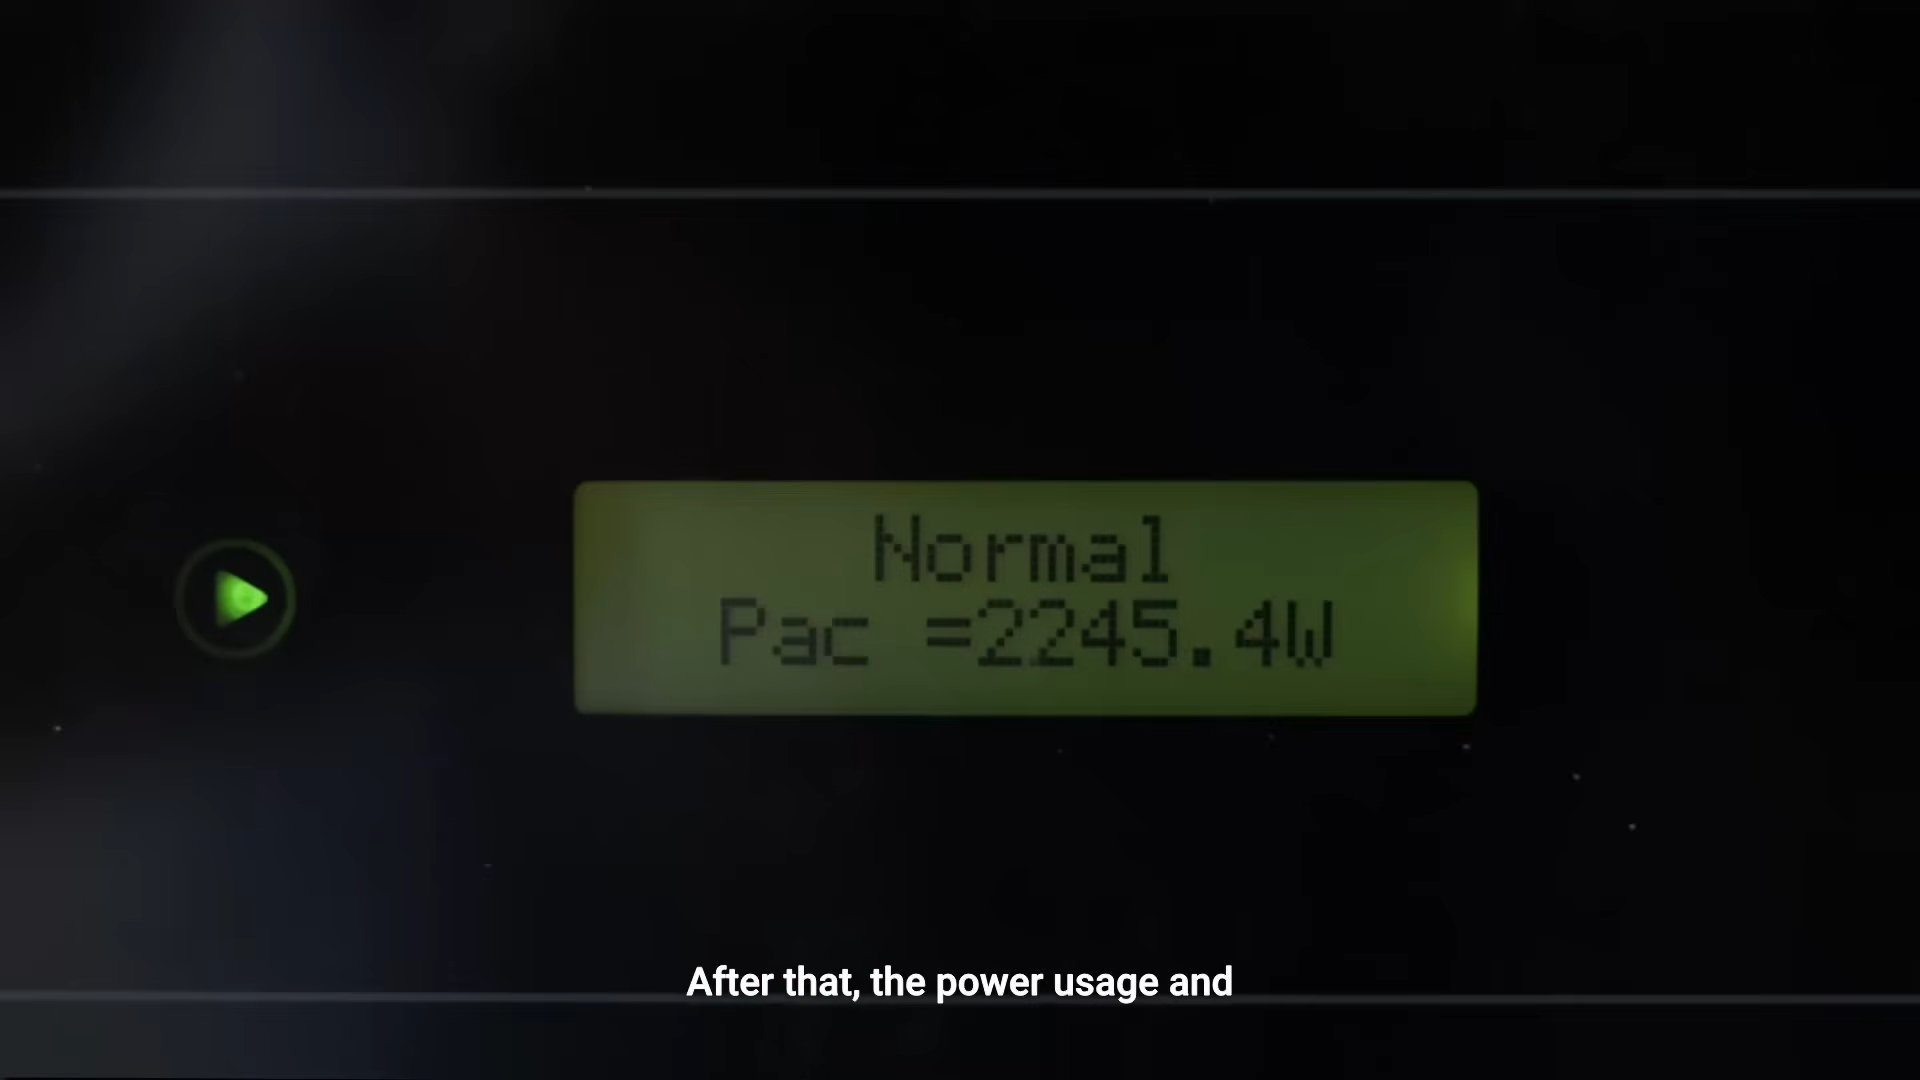 Normal
Pac =2245.4W
After that, the power usage and